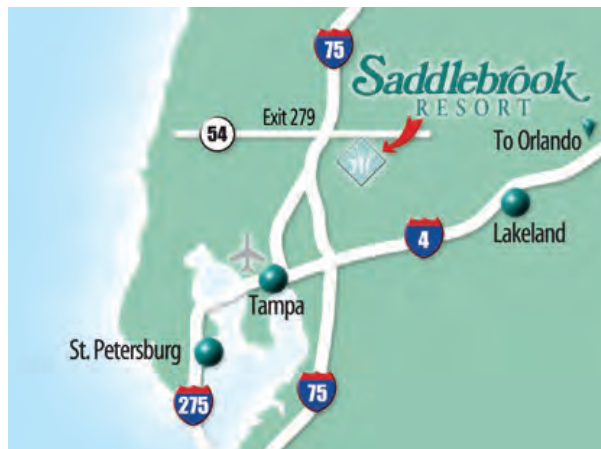 75
Saddlebrook
RESORT
Exit 279
54
To Orlando
4
Lakeland
Tampa
St. Petersburg
75
275